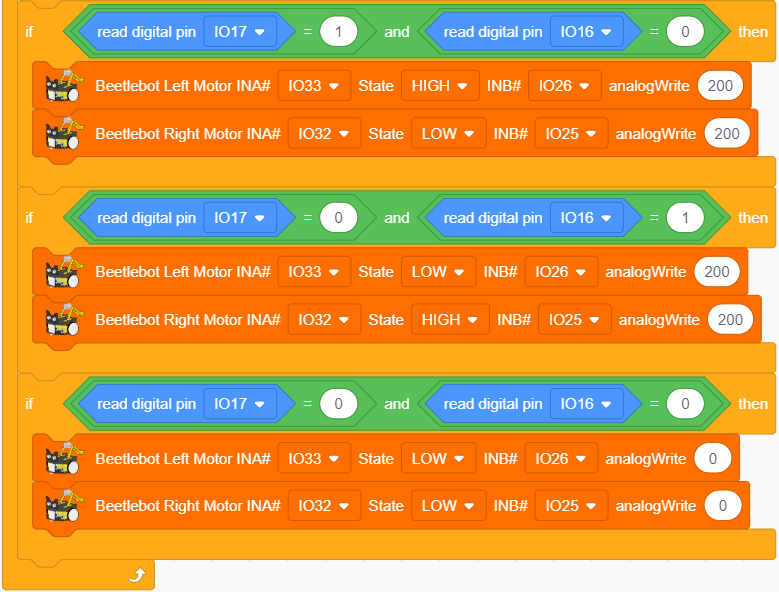 if read digital pin IO17 = 1 and read digital pin IO16 = 0 then
Beetlebot Left Motor INA# IO33 State HIGH INB# IO26 analogWrite 200
Beetlebot Right Motor INA# IO32 State LOW INB# IO25 analogWrite 200
if read digital pin IO17 = 0 and read digital pin IO16 = 1 then
Beetlebot Left Motor INA# IO33 State LOW INB# IO26 analogWrite 200
Beetlebot Right Motor INA# IO32 State HIGH INB# IO25 analogWrite 200
if read digital pin IO17 = 0 and read digital pin IO16 = 0 then
Beetlebot Left Motor INA# IO33 State LOW INB# IO26 analogWrite 0
Beetlebot Right Motor INA# IO32 State LOW INB# IO25 analogWrite 0